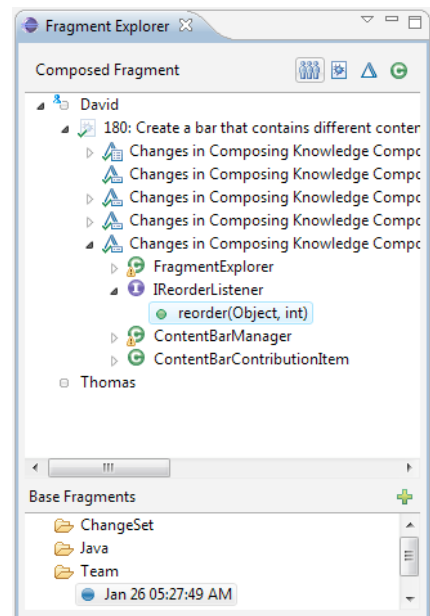 Fragment Explorer
Composed Fragment
David
180: Create a bar that contains different conter
Changes in Composing Knowledge Compo
Changes in Composing Knowledge Compo
Changes in Composing Knowledge Compo
Changes in Composing Knowledge Compo
Changes in Composing Knowledge Compo
FragmentExplorer
IReorderListener
reorder(Object, int)
ContentBarManager
ContentBarContributionItem
Thomas
Base Fragments
ChangeSet
Java
Team
Jan 26 05:27:49 AM